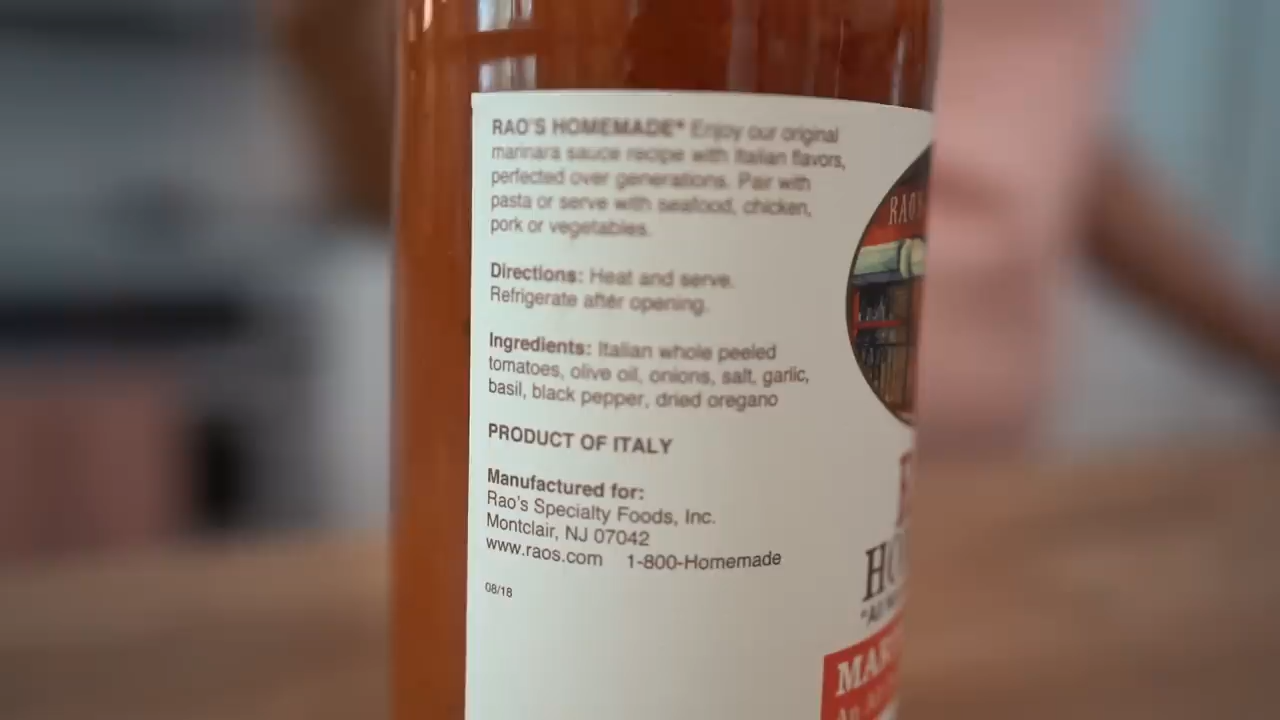 RAO'S HOMEMADE® Enjoy our original
marinara sauce recipe with Italian flavors,
perfected over generations. Pair with
pasta or serve with seafood, chicken,
pork or vegetables.
Directions: Heat and serve.
Refrigerate after opening.
Ingredients: Italian whole peeled
tomatoes, olive oil, onions, salt, garlic,
basil, black pepper, dried oregano
PRODUCT OF ITALY
Manufactured for:
Rao's Specialty Foods, Inc.
Montclair, NJ 07042
www.raos.com 1-800-Homemade
08/18
RAO